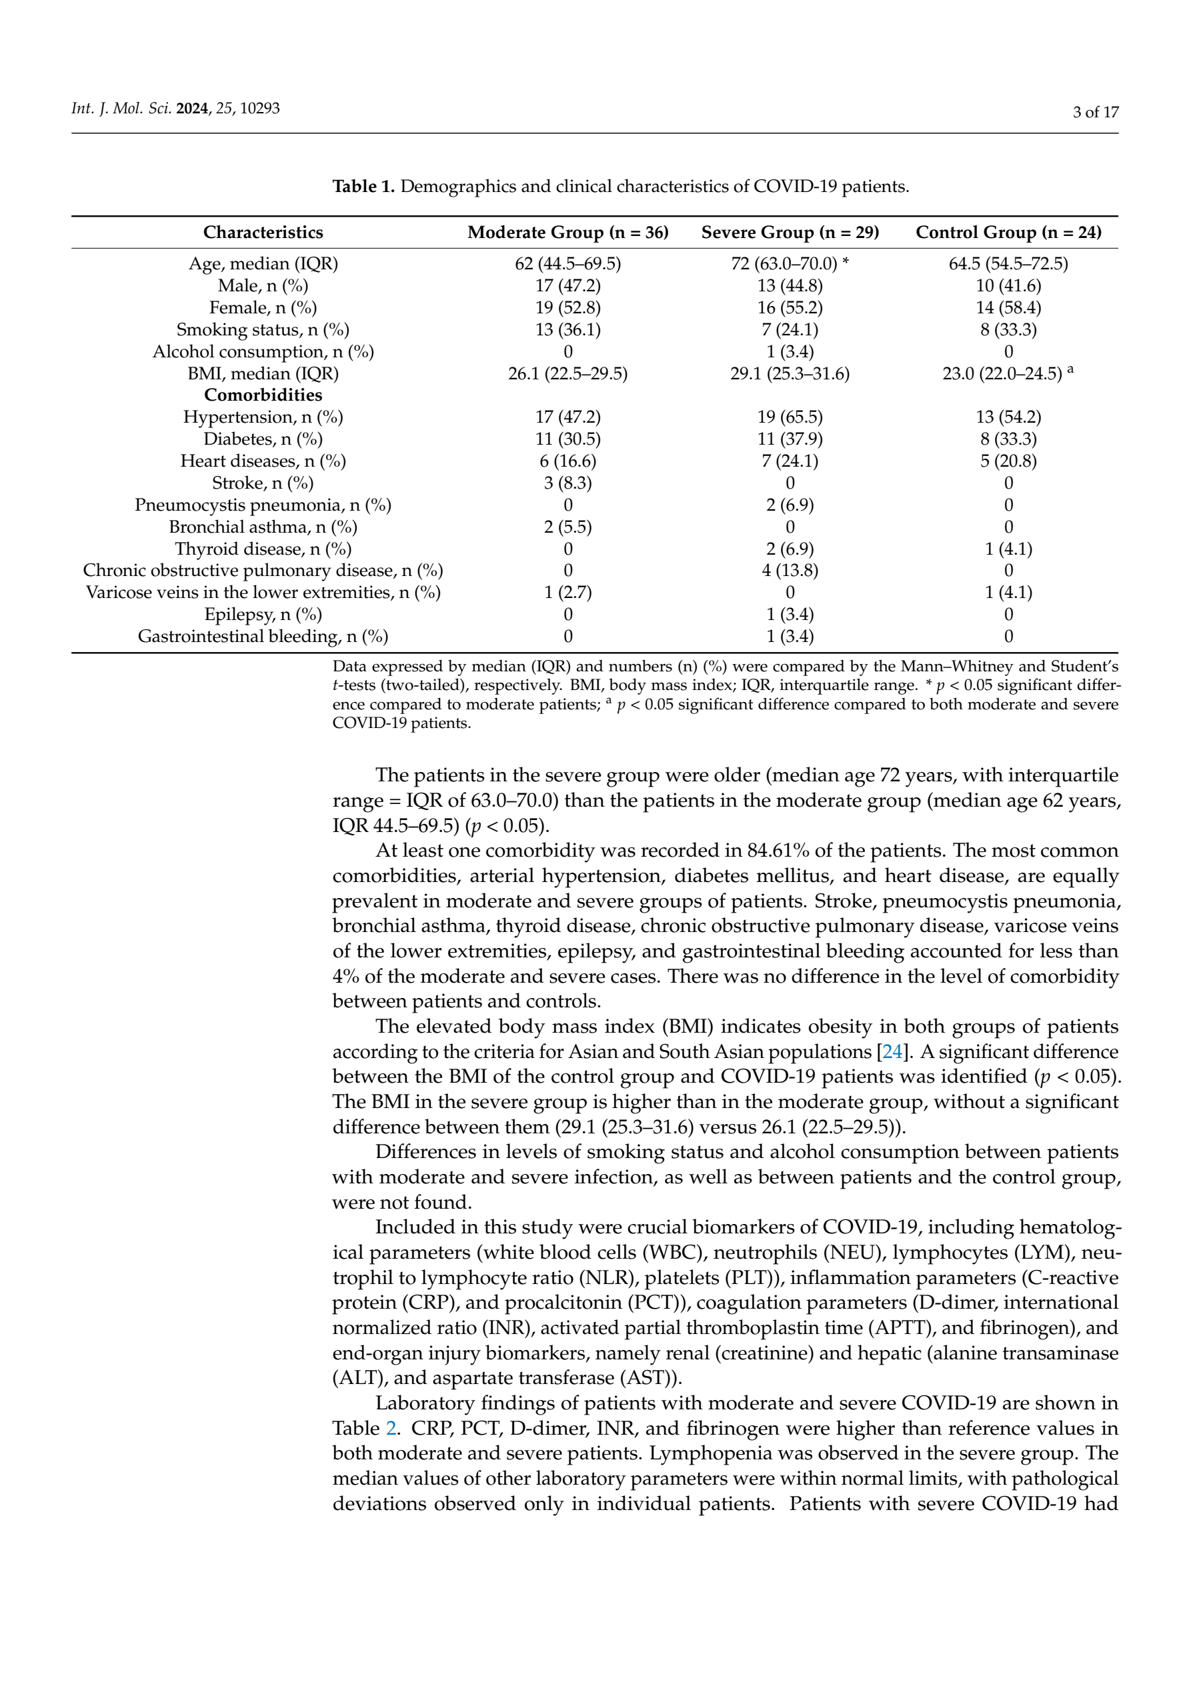 Int. J. Mol. Sci. 2024, 25, 10293
3 of 17
Table 1. Demographics and clinical characteristics of COVID-19 patients.
Characteristics Moderate Group (n = 36) Severe Group (n = 29) Control Group (n = 24)
Age, median (IQR) 62 (44.5–69.5) 72 (63.0–70.0) * 64.5 (54.5–72.5)
Male, n (%) 17 (47.2) 13 (44.8) 10 (41.6)
Female, n (%) 19 (52.8) 16 (55.2) 14 (58.4)
Smoking status, n (%) 13 (36.1) 7 (24.1) 8 (33.3)
Alcohol consumption, n (%) 0 1 (3.4) 0
BMI, median (IQR) 26.1 (22.5–29.5) 29.1 (25.3–31.6) 23.0 (22.0–24.5) a
Comorbidities
Hypertension, n (%) 17 (47.2) 19 (65.5) 13 (54.2)
Diabetes, n (%) 11 (30.5) 11 (37.9) 8 (33.3)
Heart diseases, n (%) 6 (16.6) 7 (24.1) 5 (20.8)
Stroke, n (%) 3 (8.3) 0 0
Pneumocystis pneumonia, n (%) 0 2 (6.9) 0
Bronchial asthma, n (%) 2 (5.5) 0 0
Thyroid disease, n (%) 0 2 (6.9) 1 (4.1)
Chronic obstructive pulmonary disease, n (%) 0 4 (13.8) 0
Varicose veins in the lower extremities, n (%) 1 (2.7) 0 1 (4.1)
Epilepsy, n (%) 0 1 (3.4) 0
Gastrointestinal bleeding, n (%) 0 1 (3.4) 0
Data expressed by median (IQR) and numbers (n) (%) were compared by the Mann–Whitney and Student's
t-tests (two-tailed), respectively. BMI, body mass index; IQR, interquartile range. * p < 0.05 significant differ-
ence compared to moderate patients; a p < 0.05 significant difference compared to both moderate and severe
COVID-19 patients.
The patients in the severe group were older (median age 72 years, with interquartile
range = IQR of 63.0–70.0) than the patients in the moderate group (median age 62 years,
IQR 44.5–69.5) (p < 0.05).
At least one comorbidity was recorded in 84.61% of the patients. The most common
comorbidities, arterial hypertension, diabetes mellitus, and heart disease, are equally
prevalent in moderate and severe groups of patients. Stroke, pneumocystis pneumonia,
bronchial asthma, thyroid disease, chronic obstructive pulmonary disease, varicose veins
of the lower extremities, epilepsy, and gastrointestinal bleeding accounted for less than
4% of the moderate and severe cases. There was no difference in the level of comorbidity
between patients and controls.
The elevated body mass index (BMI) indicates obesity in both groups of patients
according to the criteria for Asian and South Asian populations [24]. A significant difference
between the BMI of the control group and COVID-19 patients was identified (p < 0.05).
The BMI in the severe group is higher than in the moderate group, without a significant
difference between them (29.1 (25.3–31.6) versus 26.1 (22.5–29.5)).
Differences in levels of smoking status and alcohol consumption between patients
with moderate and severe infection, as well as between patients and the control group,
were not found.
Included in this study were crucial biomarkers of COVID-19, including hematolog-
ical parameters (white blood cells (WBC), neutrophils (NEU), lymphocytes (LYM), neu-
trophil to lymphocyte ratio (NLR), platelets (PLT)), inflammation parameters (C-reactive
protein (CRP), and procalcitonin (PCT)), coagulation parameters (D-dimer, international
normalized ratio (INR), activated partial thromboplastin time (APTT), and fibrinogen), and
end-organ injury biomarkers, namely renal (creatinine) and hepatic (alanine transaminase
(ALT), and aspartate transferase (AST)).
Laboratory findings of patients with moderate and severe COVID-19 are shown in
Table 2. CRP, PCT, D-dimer, INR, and fibrinogen were higher than reference values in
both moderate and severe patients. Lymphopenia was observed in the severe group. The
median values of other laboratory parameters were within normal limits, with pathological
deviations observed only in individual patients. Patients with severe COVID-19 had